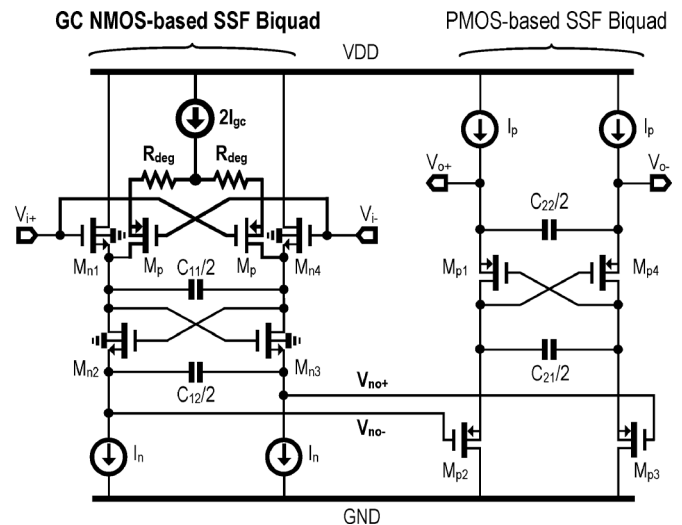 GC NMOS-based SSF Biquad
PMOS-based SSF Biquad
VDD
2Igc
Ip
Ip
Rdeg
Rdeg
Vo+
Vo-
Vi+
Vi-
C22/2
Mn1
Mp
Mp
Mn4
Mp1
Mp4
C11/2
Mn2
Mn3
C21/2
C12/2
Vno+
Vno-
In
In
Mp2
Mp3
GND